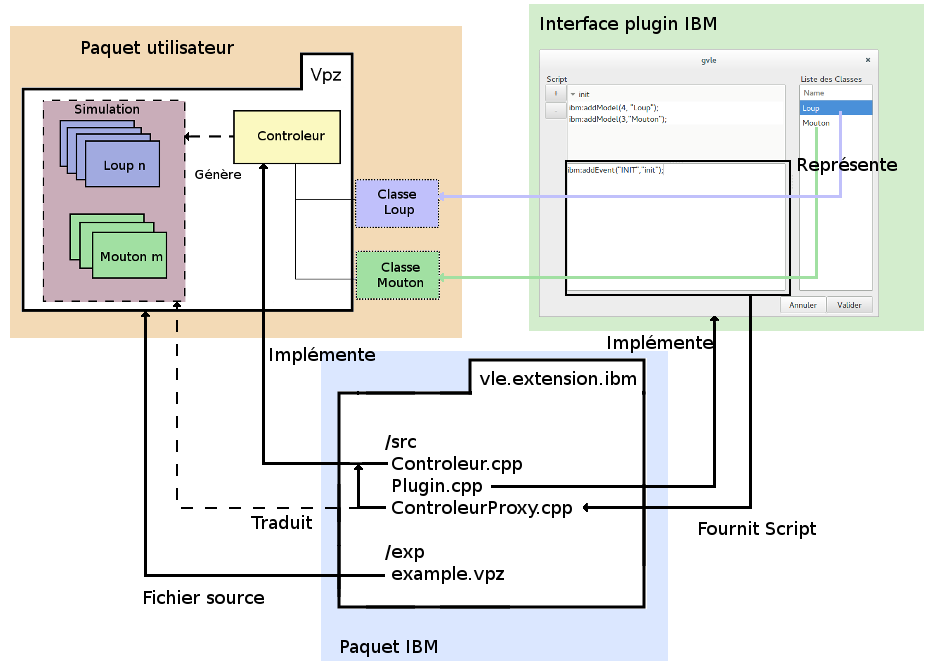 Paquet utilisateur
Vpz
Simulation
Loup n
Mouton m
Controleur
Génère
Classe
Loup
Classe
Mouton
Interface plugin IBM
gvle
Script
init
ibm:addModel(4, "Loup");
ibm:addModel(3,"Mouton");
ibm:addEvent("INIT","init");
Liste des Classes
Name
Loup
Mouton
Représente
Annuler
Valider
Implémente
Implémente
vle.extension.ibm
/src
Controleur.cpp
Plugin.cpp
ControleurProxy.cpp
Traduit
Fournit Script
/exp
example.vpz
Fichier source
Paquet IBM